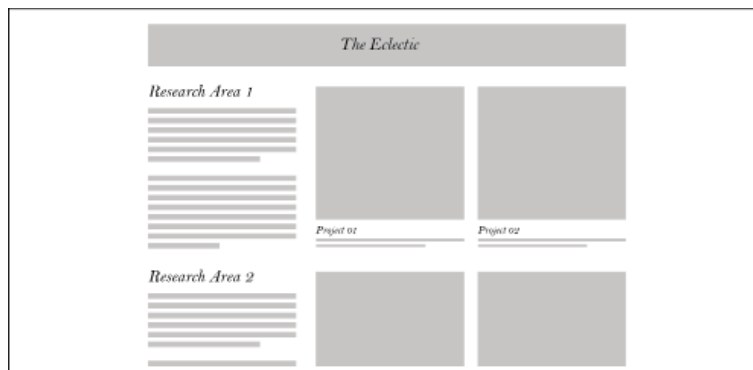 The Eclectic
Research Area 1
Project 01
Project 02
Research Area 2